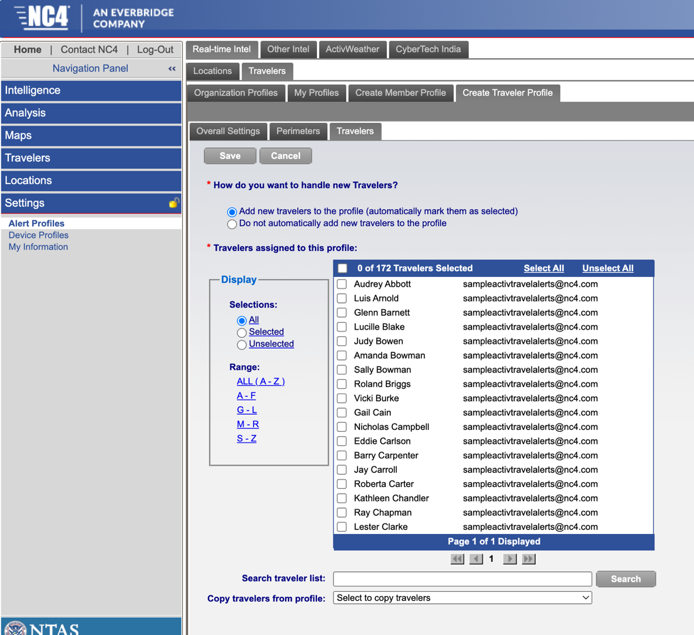 NC4
AN EVERBRIDGE
COMPANY
Home | Contact NC4 | Log-Out
Navigation Panel <<
Intelligence
Analysis
Maps
Travelers
Locations
Settings
Alert Profiles
Device Profiles
My Information
NTAS
Real-time Intel Other Intel ActivWeather CyberTech India
Locations Travelers
Organization Profiles My Profiles Create Member Profile Create Traveler Profile
Overall Settings Perimeters Travelers
Save Cancel
* How do you want to handle new Travelers?
Add new travelers to the profile (automatically mark them as selected)
Do not automatically add new travelers to the profile
* Travelers assigned to this profile:
Display
Selections:
All
Selected
Unselected
Range:
ALL ( A - Z )
A - F
G - L
M - R
S - Z
0 of 172 Travelers Selected Select All Unselect All
Audrey Abbott sampleactivtravelalerts@nc4.com
Luis Arnold sampleactivtravelalerts@nc4.com
Glenn Barnett sampleactivtravelalerts@nc4.com
Lucille Blake sampleactivtravelalerts@nc4.com
Judy Bowen sampleactivtravelalerts@nc4.com
Amanda Bowman sampleactivtravelalerts@nc4.com
Sally Bowman sampleactivtravelalerts@nc4.com
Roland Briggs sampleactivtravelalerts@nc4.com
Vicki Burke sampleactivtravelalerts@nc4.com
Gail Cain sampleactivtravelalerts@nc4.com
Nicholas Campbell sampleactivtravelalerts@nc4.com
Eddie Carlson sampleactivtravelalerts@nc4.com
Barry Carpenter sampleactivtravelalerts@nc4.com
Jay Carroll sampleactivtravelalerts@nc4.com
Roberta Carter sampleactivtravelalerts@nc4.com
Kathleen Chandler sampleactivtravelalerts@nc4.com
Ray Chapman sampleactivtravelalerts@nc4.com
Lester Clarke sampleactivtravelalerts@nc4.com
Page 1 of 1 Displayed
1
Search traveler list: Search
Copy travelers from profile: Select to copy travelers